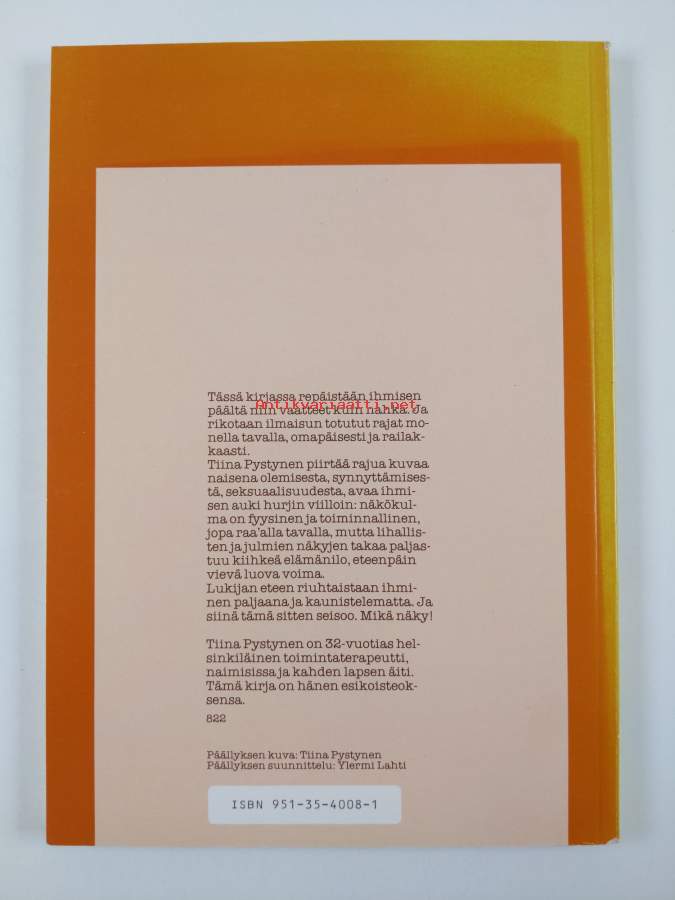 Tässä kirjassa repäistään ihmisen
Antikvariaatti.net
päältä niin vaatteet kuin nahka. Ja
rikotaan ilmaisun totutut rajat mo-
nella tavalla, omapäisesti ja railak-
kaasti.
Tiina Pystynen piirtää rajua kuvaa
naisena olemisesta, synnyttämises-
tä, seksuaalisuudesta, avaa ihmi-
sen auki hurjin viilloin: näkökul-
ma on fyysinen ja toiminnallinen,
jopa raa'alla tavalla, mutta lihallis-
ten ja julmien näkyjen takaa paljas-
tuu kiihkeä elämänilo, eteenpäin
vievä luova voima.
Lukijan eteen riuhtaistaan ihmi-
nen paljaana ja kaunistelematta. Ja
siinä tämä sitten seisoo. Mikä näky!
Tiina Pystynen on 32-vuotias hel-
sinkiläinen toimintaterapeutti,
naimisissa ja kahden lapsen äiti.
Tämä kirja on hänen esikoisteok-
sensa.
822
Päällyksen kuva: Tiina Pystynen
Päällyksen suunnittelu: Ylermi Lahti
ISBN 951-35-4008-1